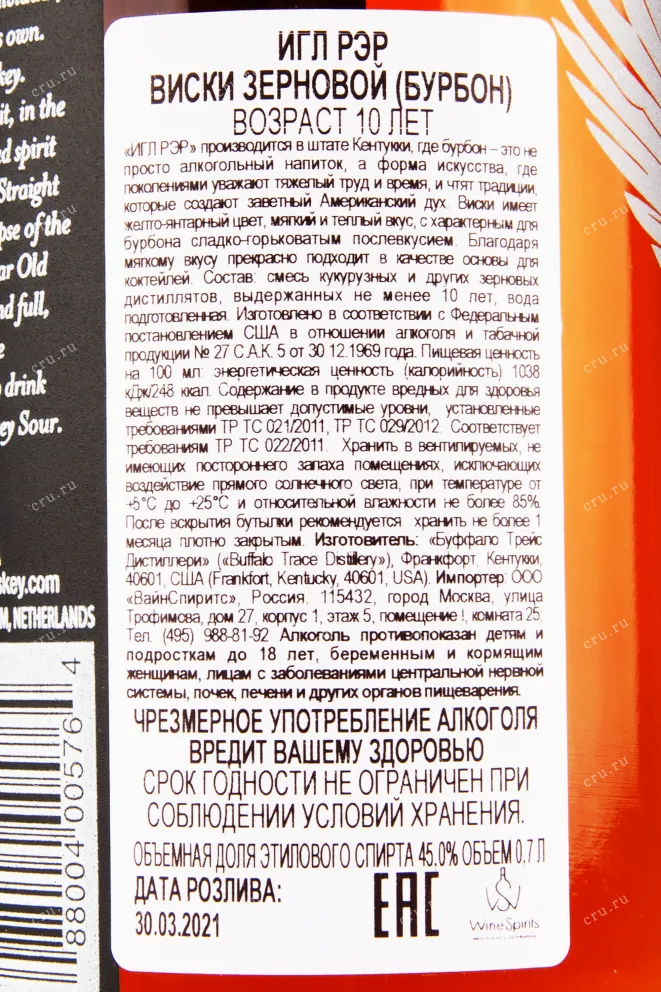 s own.
key.
it, in the
ed spirit
Straight
pse of the
ar Old
nd full,
e
drink
ey Sour.
skey.com
M, NETHERLANDS
88004 00576 4
ИГЛ РЭР
ВИСКИ ЗЕРНОВОЙ (БУРБОН)
ВОЗРАСТ 10 ЛЕТ
«ИГЛ РЭР» производится в штате Кентукки, где бурбон – это не
просто алкогольный напиток, а форма искусства, где
поколениями уважают тяжелый труд и время, и чтят традиции,
которые создают заветный Американский дух. Виски имеет
желто-янтарный цвет, мягкий и теплый вкус, с характерным для
бурбона сладко-горьковатым послевкусием. Благодаря
мягкому вкусу прекрасно подходит в качестве основы для
коктейлей. Состав: смесь кукурузных и других зерновых
дистиллятов, выдержанных не менее 10 лет, вода
подготовленная. Изготовлено в соответствии с Федеральным
постановлением США в отношении алкоголя и табачной
продукции № 27 С.А.К. 5 от 30.12.1969 года. Пищевая ценность
на 100 мл: энергетическая ценность (калорийность) 1038
кДж/248 ккал. Содержание в продукте вредных для здоровья
веществ не превышает допустимые уровни, установленные
требованиями ТР ТС 021/2011, ТР ТС 029/2012. Соответствует
требованиям ТР ТС 022/2011. Хранить в вентилируемых, не
имеющих постороннего запаха помещениях, исключающих
воздействие прямого солнечного света, при температуре от
+5°С до +25°С и относительной влажности не более 85%.
После вскрытия бутылки рекомендуется хранить не более 1
месяца плотно закрытым. Изготовитель: «Буффало Трейс
Дистиллери» («Buffalo Trace Distillery»), Франкфорт, Кентукки,
40601, США (Frankfort, Kentucky, 40601, USA). Импортер: ООО
«ВайнСпиритс», Россия, 115432, город Москва, улица
Трофимова, дом 27, корпус 1, этаж 5, помещение I, комната 25,
Тел. (495) 988-81-92 Алкоголь противопоказан детям и
подросткам до 18 лет, беременным и кормящим
женщинам, лицам с заболеваниями центральной нервной
системы, почек, печени и других органов пищеварения.
ЧРЕЗМЕРНОЕ УПОТРЕБЛЕНИЕ АЛКОГОЛЯ
ВРЕДИТ ВАШЕМУ ЗДОРОВЬЮ
СРОК ГОДНОСТИ НЕ ОГРАНИЧЕН ПРИ
СОБЛЮДЕНИИ УСЛОВИЙ ХРАНЕНИЯ.
ОБЪЕМНАЯ ДОЛЯ ЭТИЛОВОГО СПИРТА 45.0% ОБЪЕМ 0,7 Л
ДАТА РОЗЛИВА:
30.03.2021
EAC
WineSpirits
cru.ru